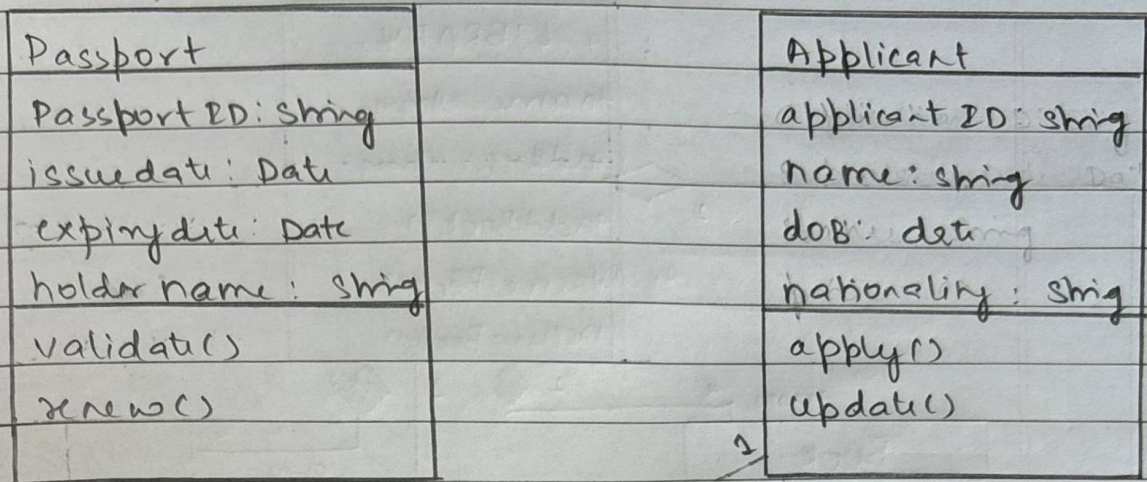 Passport
Passport ID: String
issuedate: Date
expirydate: Date
holder name: String
validate()
renew()
Applicant
applicant ID: String
name: String
doB: date
nationality: String
apply()
update()
1